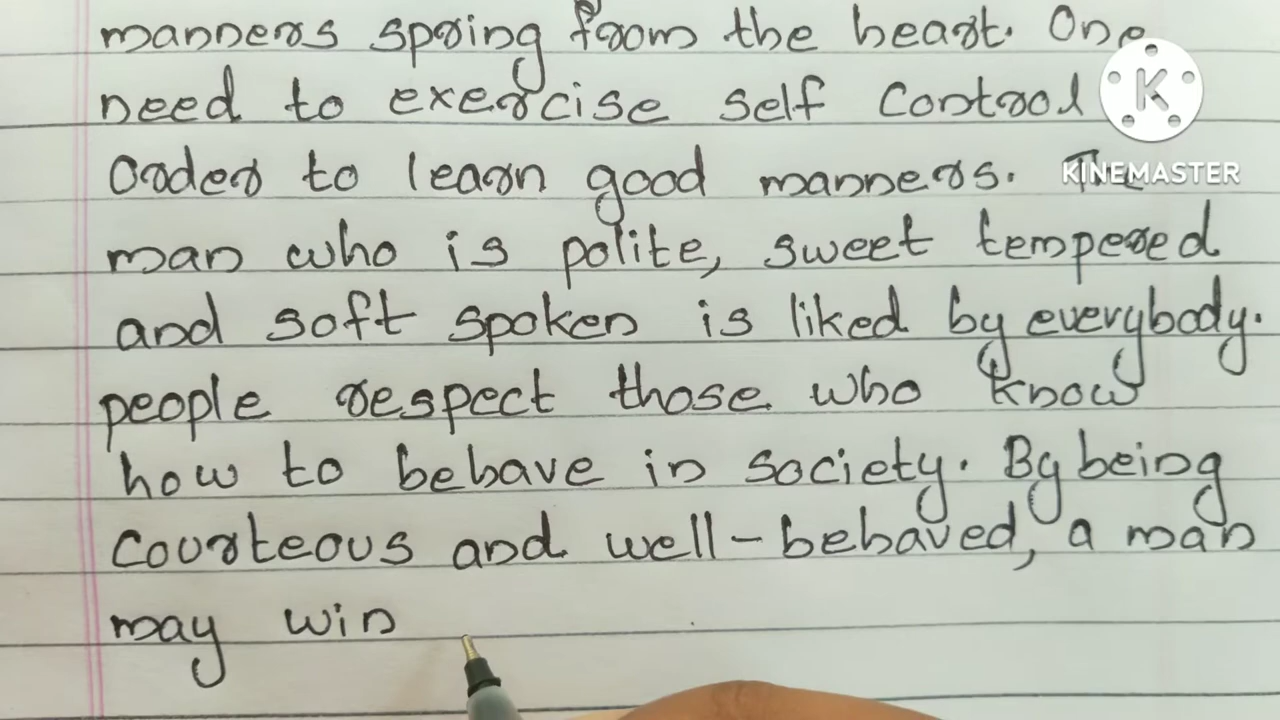 manners spring from the heart. One
need to exercise self control
Order to learn good manners. The
man who is polite, sweet tempered
and soft spoken is liked by everybody.
people respect those who know
how to behave in society. By being
Courteous and well-behaved, a man
may win
K
KINEMASTER